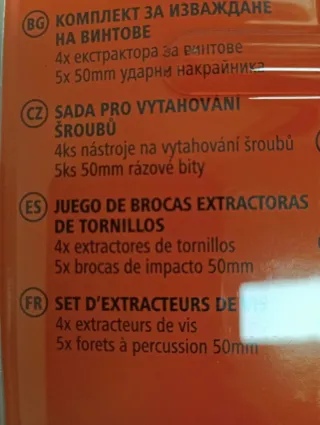 BG КОМПЛЕКТ ЗА ИЗВАЖДАНЕ
НА ВИНТОВЕ
4x екстрактора за винтове
5x 50mm ударни накрайника
CZ SADA PRO VYTAHOVÁNÍ
ŠROUBŮ
4ks nástroje na vytahování šroubů
5ks 50mm rázové bity
ES JUEGO DE BROCAS EXTRACTORAS
DE TORNILLOS
4x extractores de tornillos
5x brocas de impacto 50mm
FR SET D'EXTRACTEURS DE
4x extracteurs de vis
5x forets à percussion 50mm